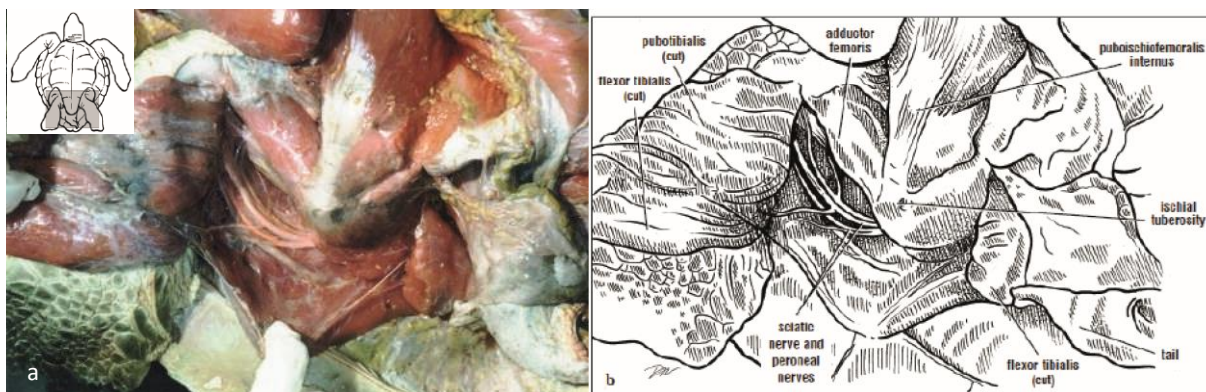 a
pubotibialis
(cut)
flexor tibialis
(cut)
adductor
femoris
puboischiofemoralis
internus
ischial
tuberosity
sciatic
nerve and
peroneal
nerves
flexor tibialis
(cut)
tail
b